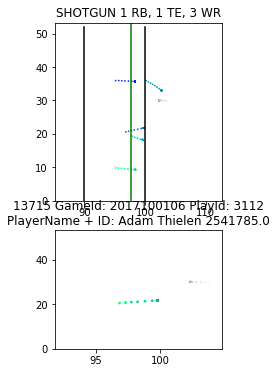 SHOTGUN 1 RB, 1 TE, 3 WR
50
40
30
20
10
0
90 100 110
13715 GameId: 2017100106 PlayId: 3112
PlayerName + ID: Adam Thielen 2541785.0
40
20
0
95 100